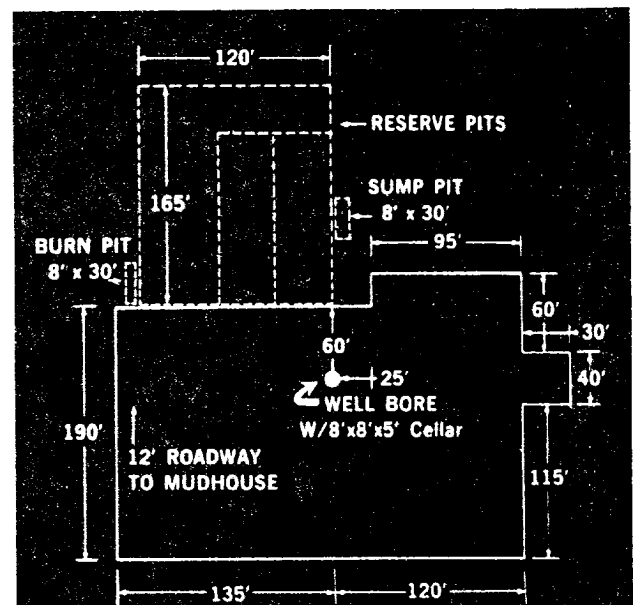 120'
RESERVE PITS
SUMP PIT
8' x 30'
165'
95'
BURN PIT
8' x 30'
60'
30'
60'
25'
40'
WELL BORE
W/8'x8'x5' Cellar
190'
12' ROADWAY
TO MUDHOUSE
115'
135'
120'